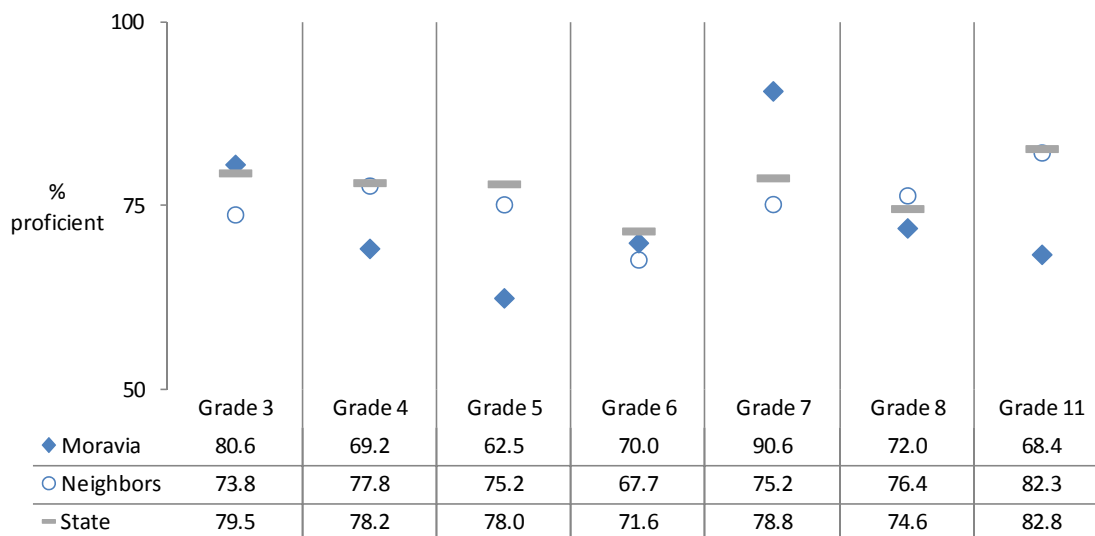 100
%
proficient
75
50
Grade 3 Grade 4 Grade 5 Grade 6 Grade 7 Grade 8 Grade 11
Moravia 80.6 69.2 62.5 70.0 90.6 72.0 68.4
Neighbors 73.8 77.8 75.2 67.7 75.2 76.4 82.3
State 79.5 78.2 78.0 71.6 78.8 74.6 82.8